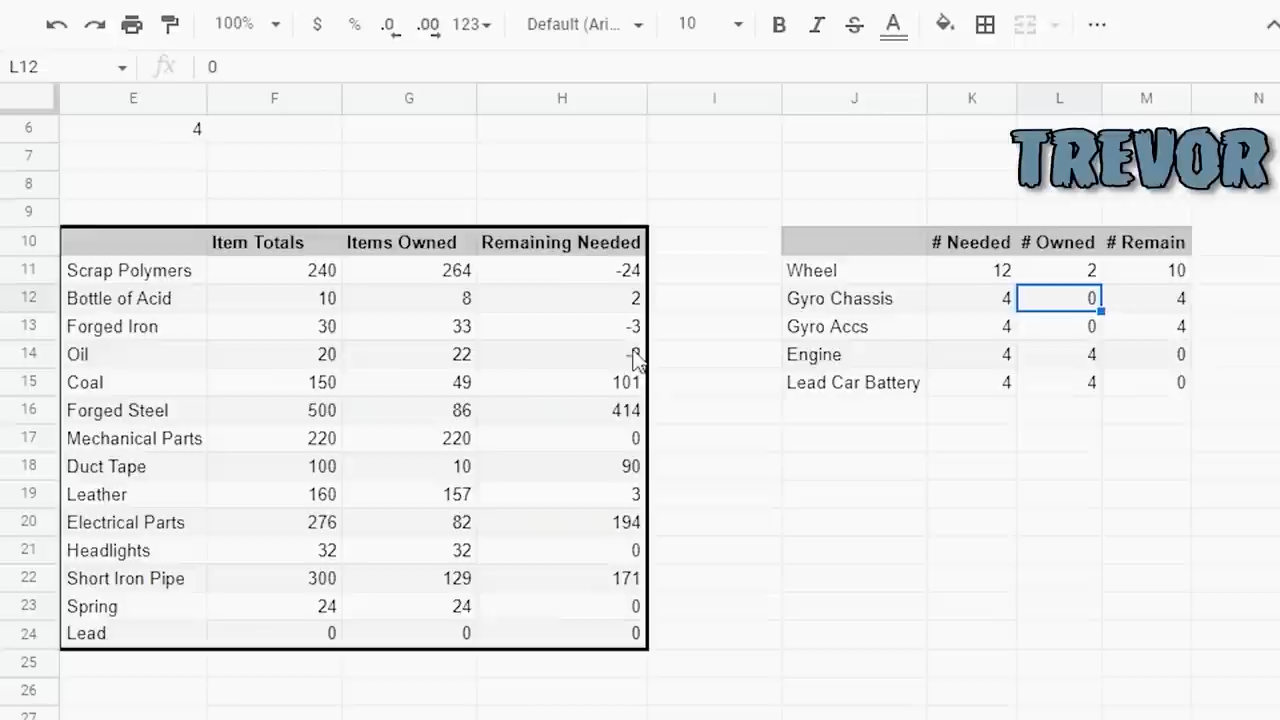 100% $ % .0 .00 123 Default (Ari... 10 B I S A ...
L12 fx 0
E F G H I J K L M N
6 4
7
8
9
TREVOR
10 Item Totals Items Owned Remaining Needed # Needed # Owned # Remain
11 Scrap Polymers 240 264 -24 Wheel 12 2 10
12 Bottle of Acid 10 8 2 Gyro Chassis 4 0 4
13 Forged Iron 30 33 -3 Gyro Accs 4 0 4
14 Oil 20 22 Engine 4 4 0
15 Coal 150 49 101 Lead Car Battery 4 4 0
16 Forged Steel 500 86 414
17 Mechanical Parts 220 220 0
18 Duct Tape 100 10 90
19 Leather 160 157 3
20 Electrical Parts 276 82 194
21 Headlights 32 32 0
22 Short Iron Pipe 300 129 171
23 Spring 24 24 0
24 Lead 0 0 0
25
26
27